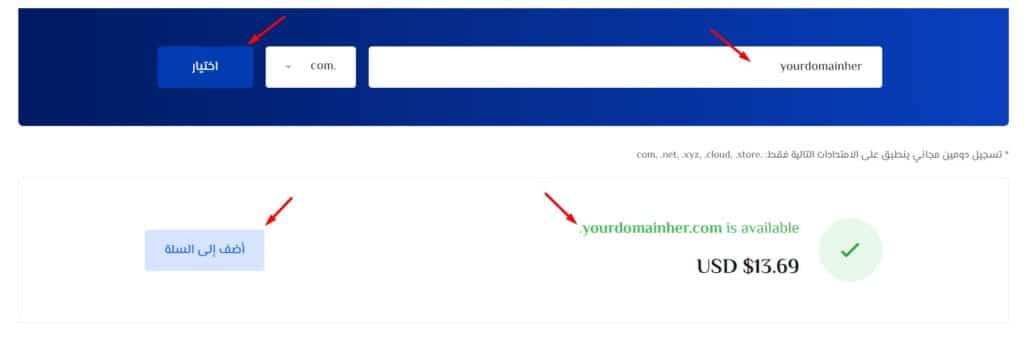 yourdomainher
.com
اختيار
* تسجيل دومين مجاني ينطبق على الامتدادات التالية فقط: .com, .net, .xyz, .cloud, .store
yourdomainher.com is available.
$13.69 USD
أضف إلى السلة